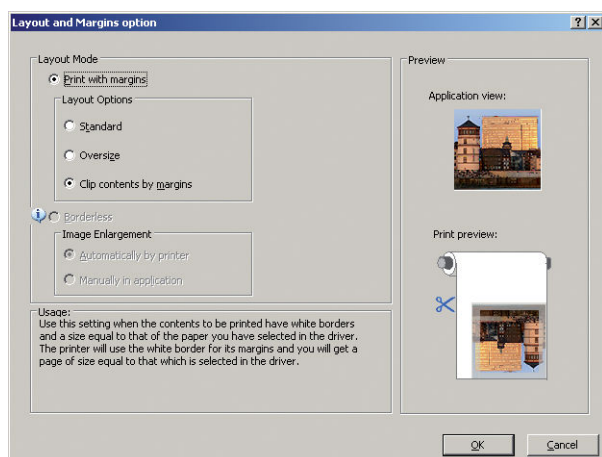 Layout and Margins option
Layout Mode
Print with margins
Layout Options
Standard
Oversize
Clip contents by margins
Borderless
Image Enlargement
Automatically by printer
Manually in application
Usage:
Use this setting when the contents to be printed have white borders
and a size equal to that of the paper you have selected in the driver.
The printer will use the white border for its margins and you will get a
page of size equal to that which is selected in the driver.
Preview
Application view:
Print preview:
OK
Cancel